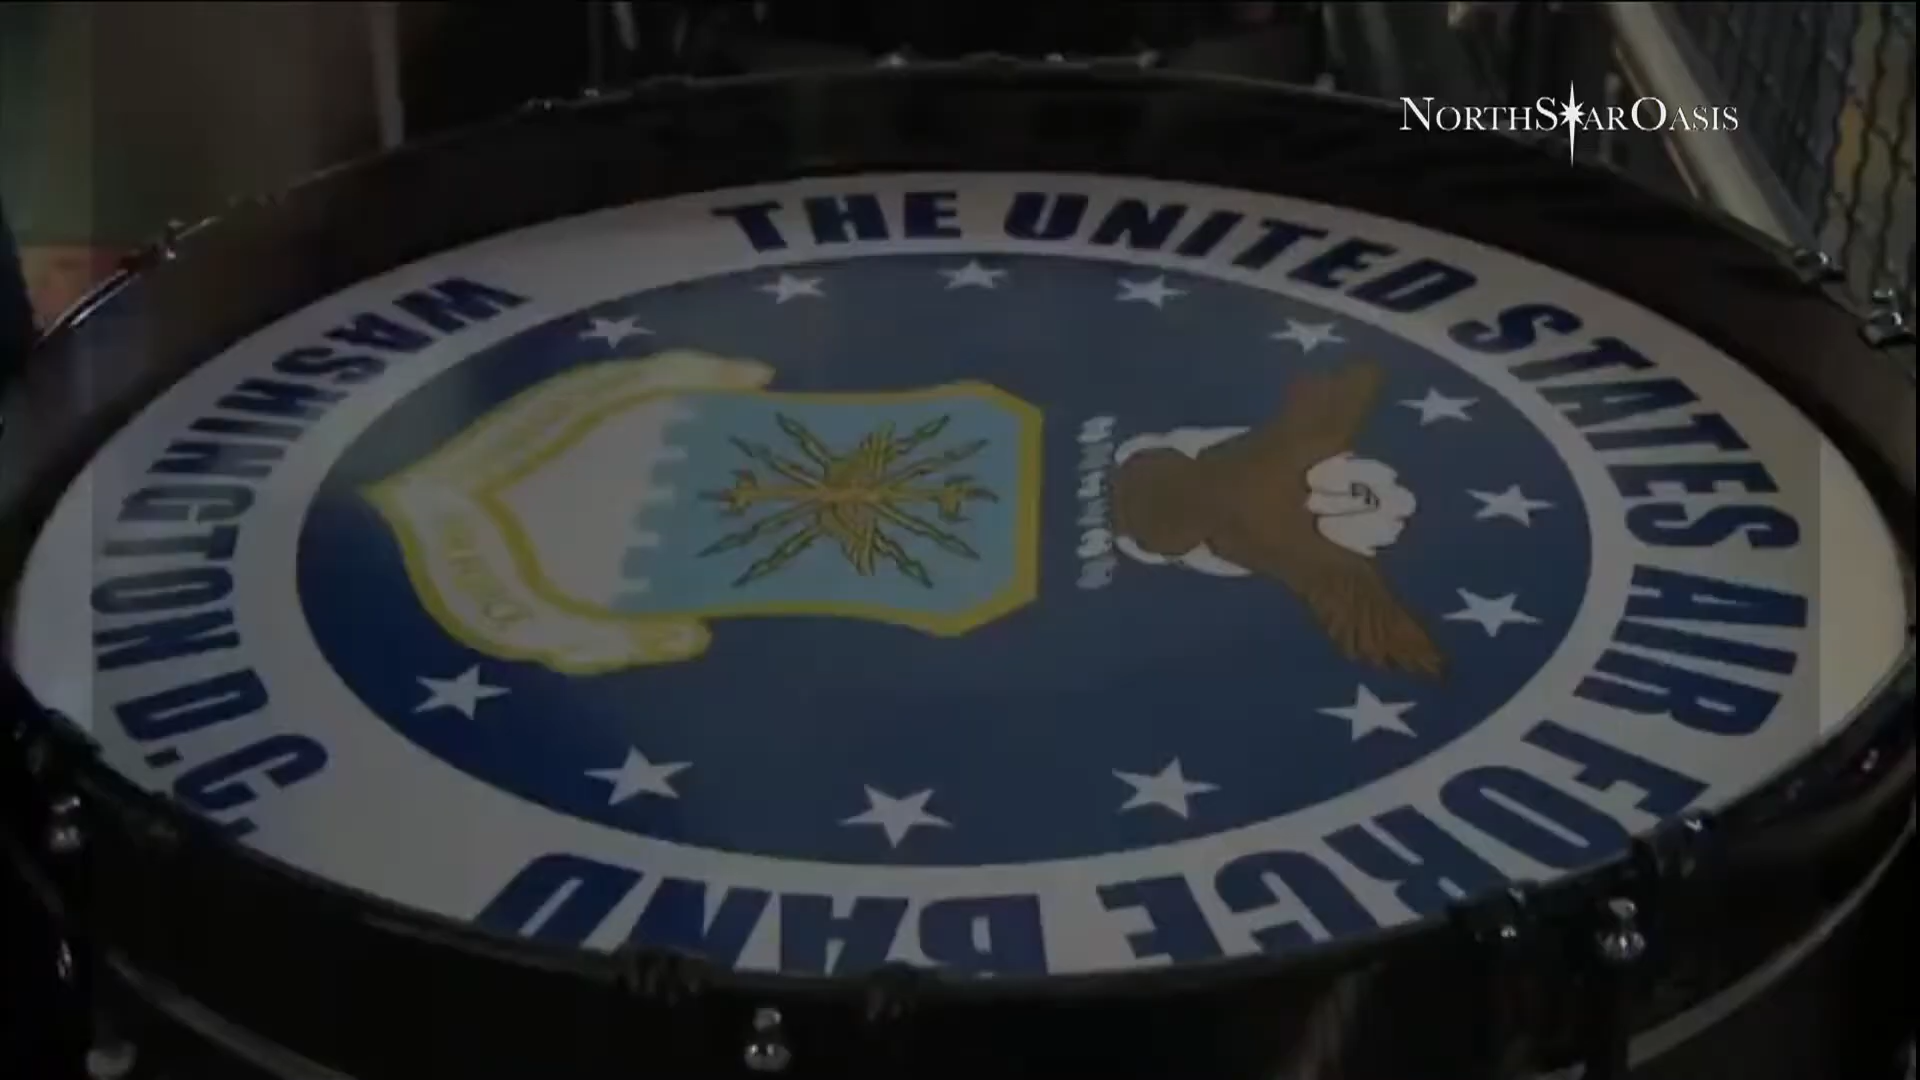 NORTHSTAROASIS
THE UNITED STATES AIR FORCE BAND
WASHINGTON D.C.